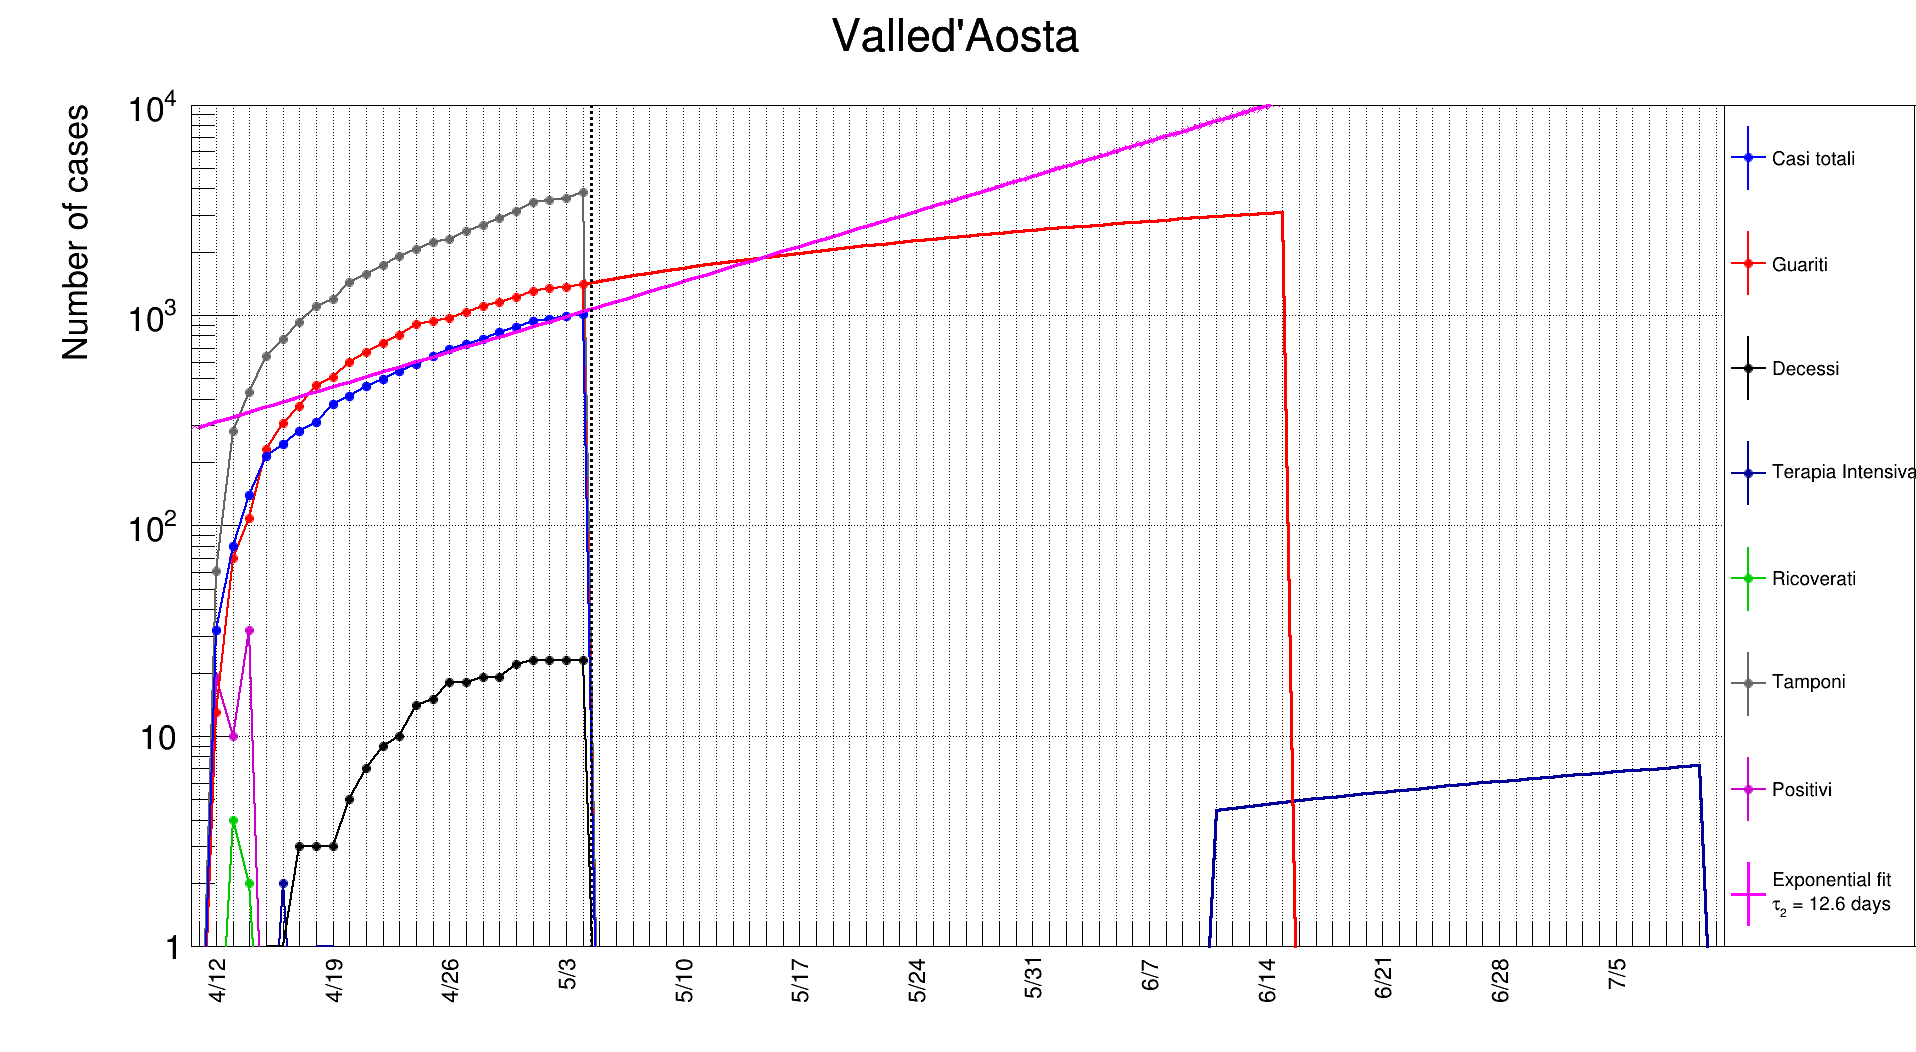 Valled'Aosta
Number of cases
10^4
10^3
10^2
10
1
4/12
4/19
4/26
5/3
5/10
5/17
5/24
5/31
6/7
6/14
6/21
6/28
7/5
Casi totali
Guariti
Decessi
Terapia Intensiva
Ricoverati
Tamponi
Positivi
Exponential fit
τ₂ = 12.6 days